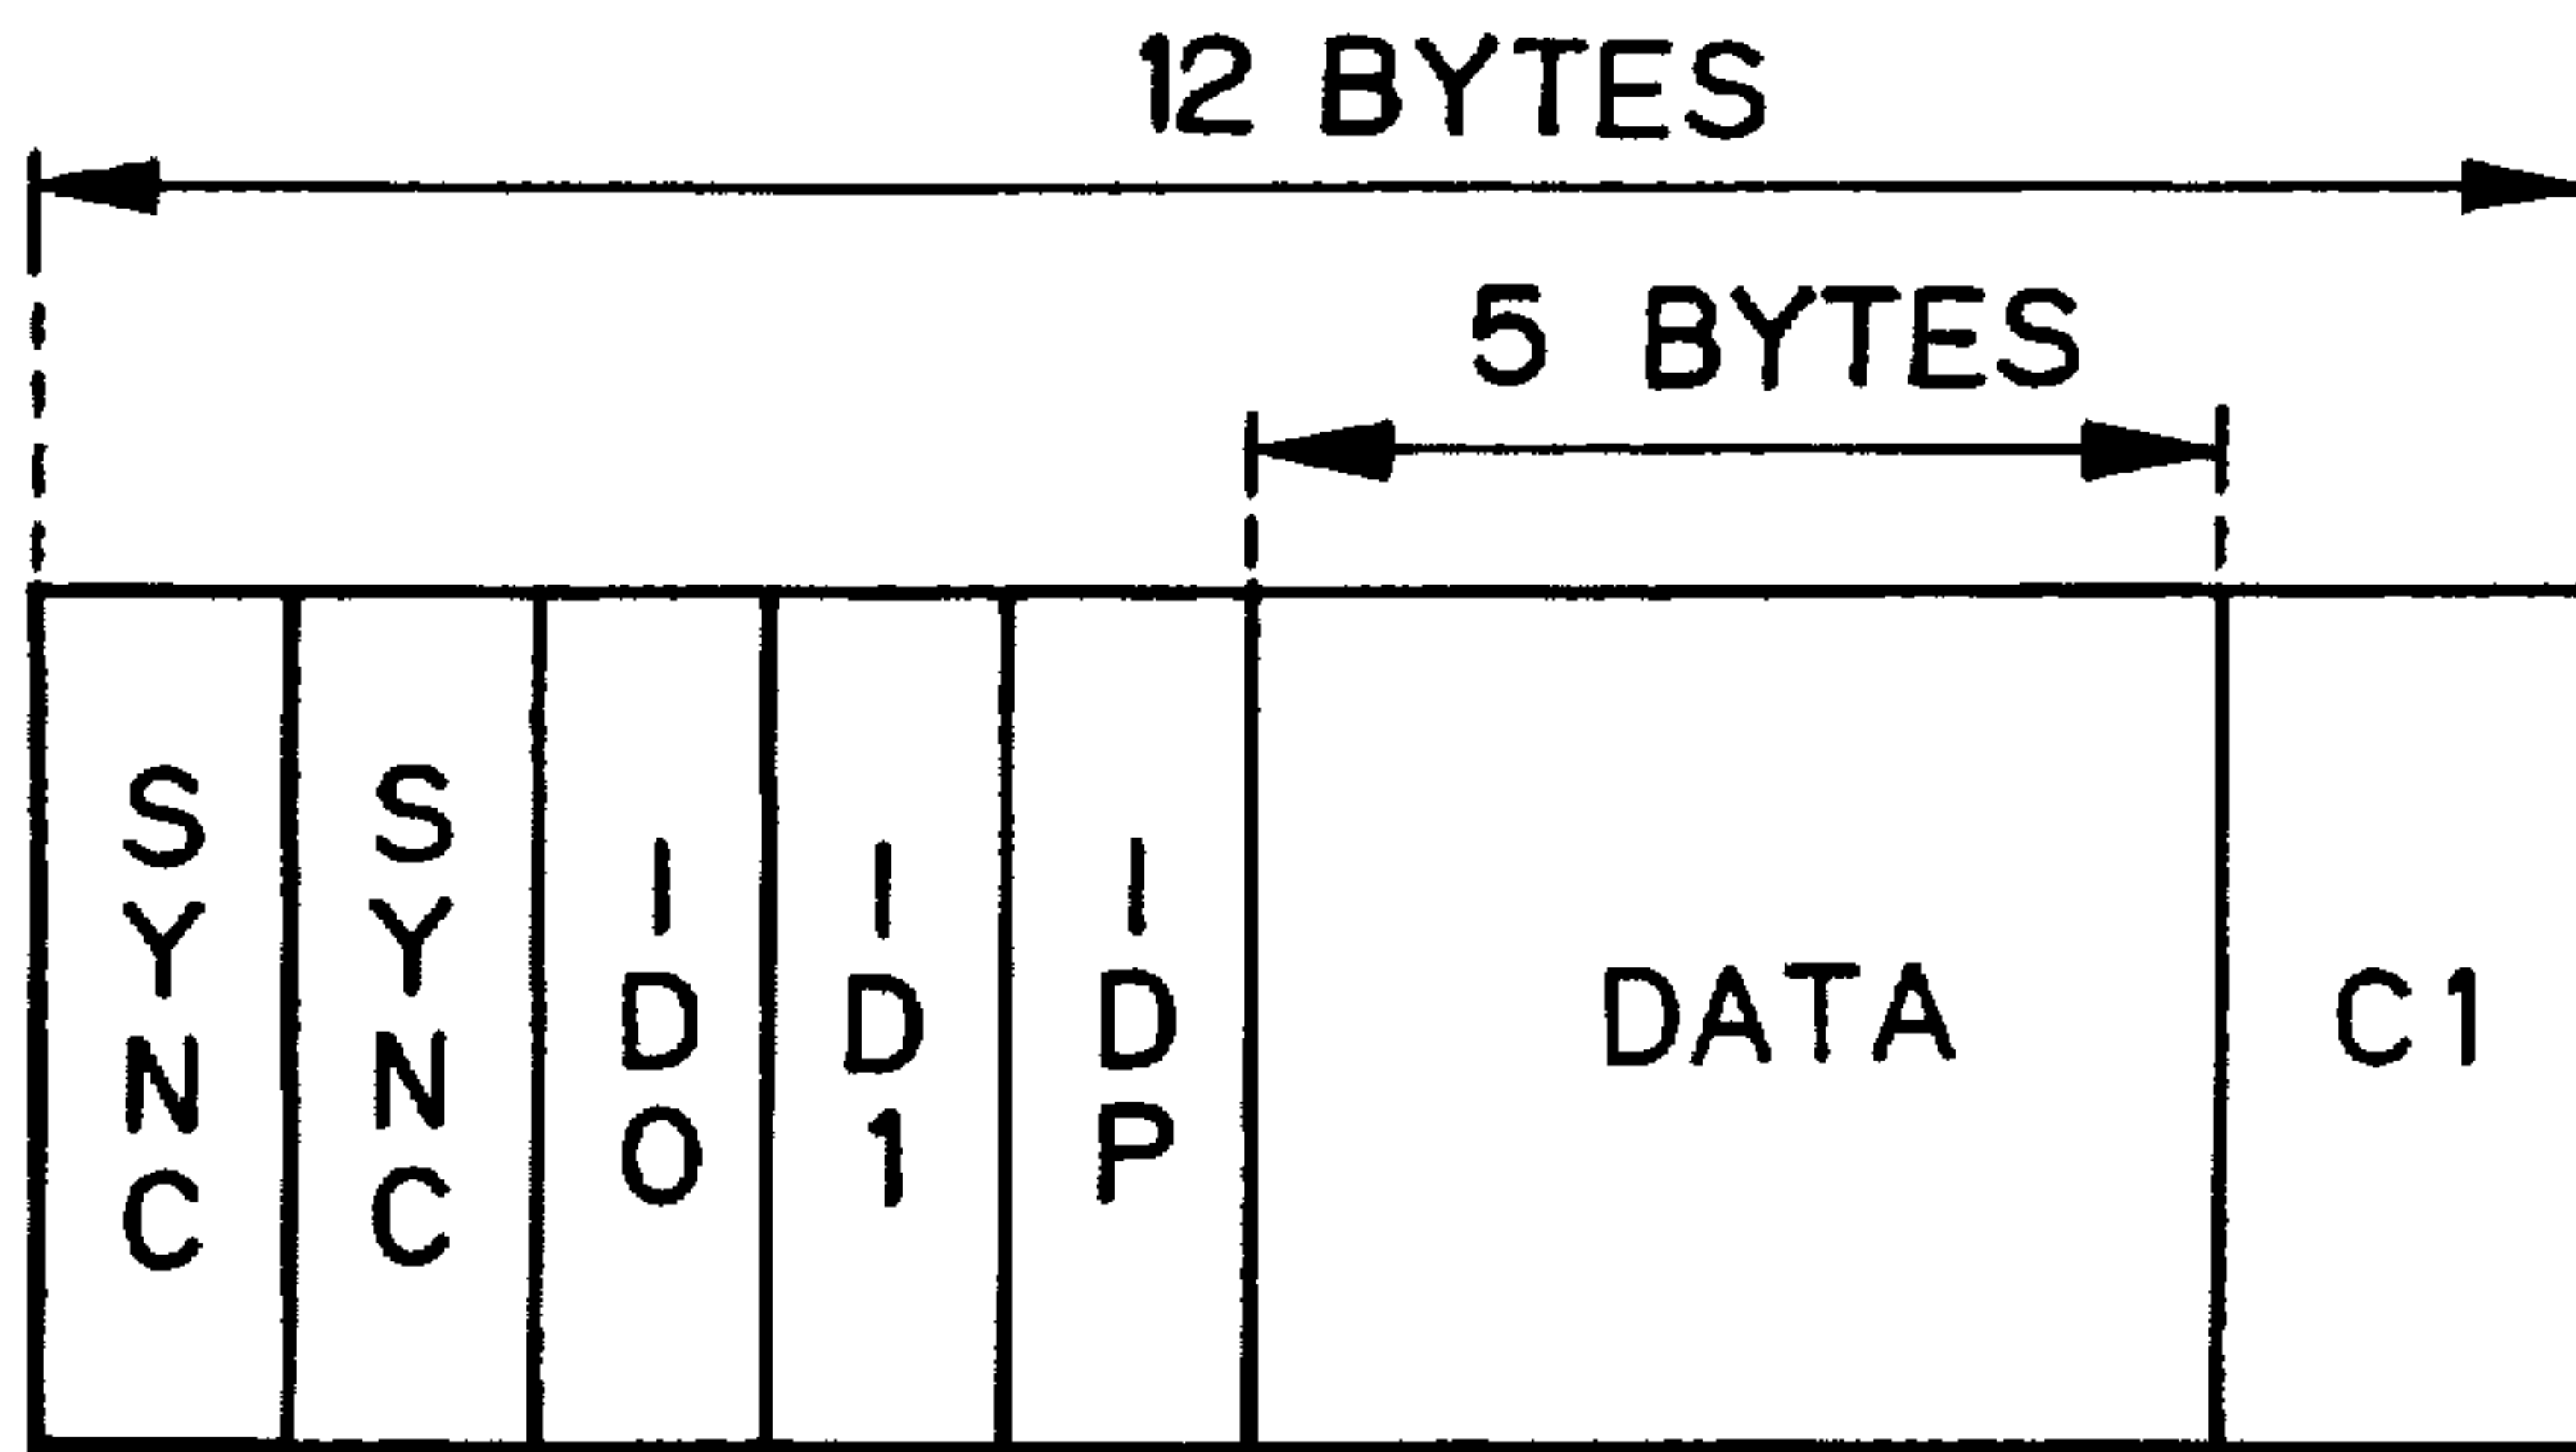 12 BYTES
5 BYTES
SYNC
SYNC
ID0
ID1
IDP
DATA
C1